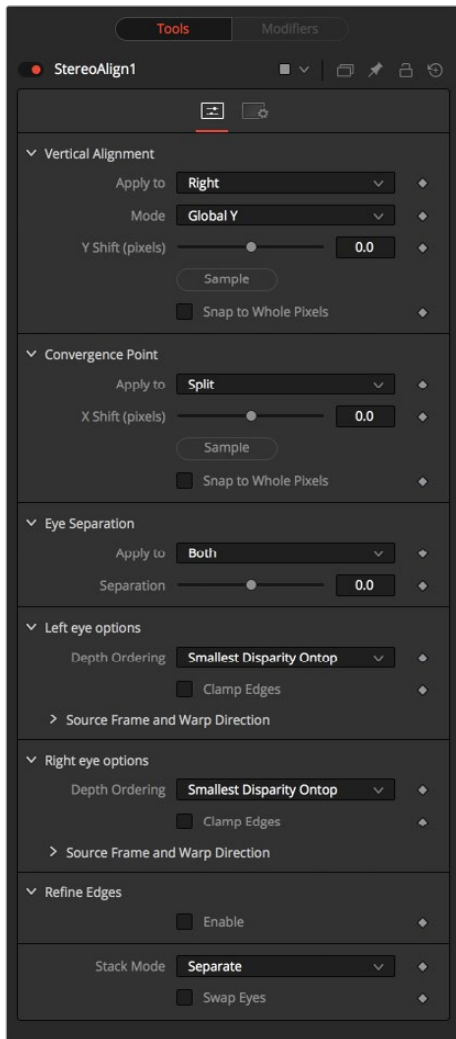 Tools Modifiers
StereoAlign1
Vertical Alignment
Apply to Right
Mode Global Y
Y Shift (pixels) 0.0
Sample
Snap to Whole Pixels
Convergence Point
Apply to Split
X Shift (pixels) 0.0
Sample
Snap to Whole Pixels
Eye Separation
Apply to Both
Separation 0.0
Left eye options
Depth Ordering Smallest Disparity Ontop
Clamp Edges
Source Frame and Warp Direction
Right eye options
Depth Ordering Smallest Disparity Ontop
Clamp Edges
Source Frame and Warp Direction
Refine Edges
Enable
Stack Mode Separate
Swap Eyes